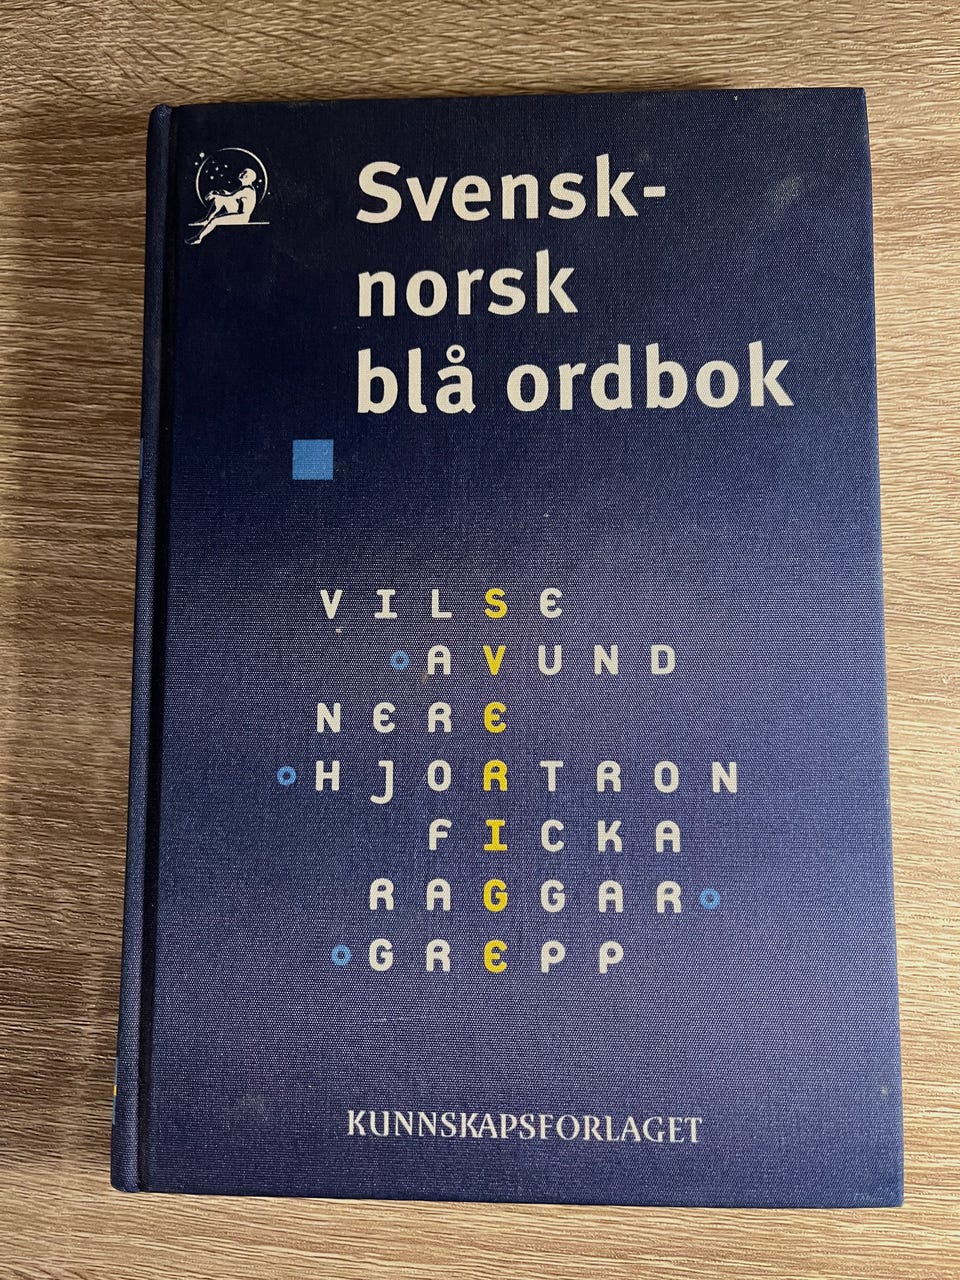 Svensk-
norsk
blå ordbok
VILSE
AVUND
NERE
HJORTRON
FICKA
RAGGAR
GREPP
KUNNSKAPSFORLAGET